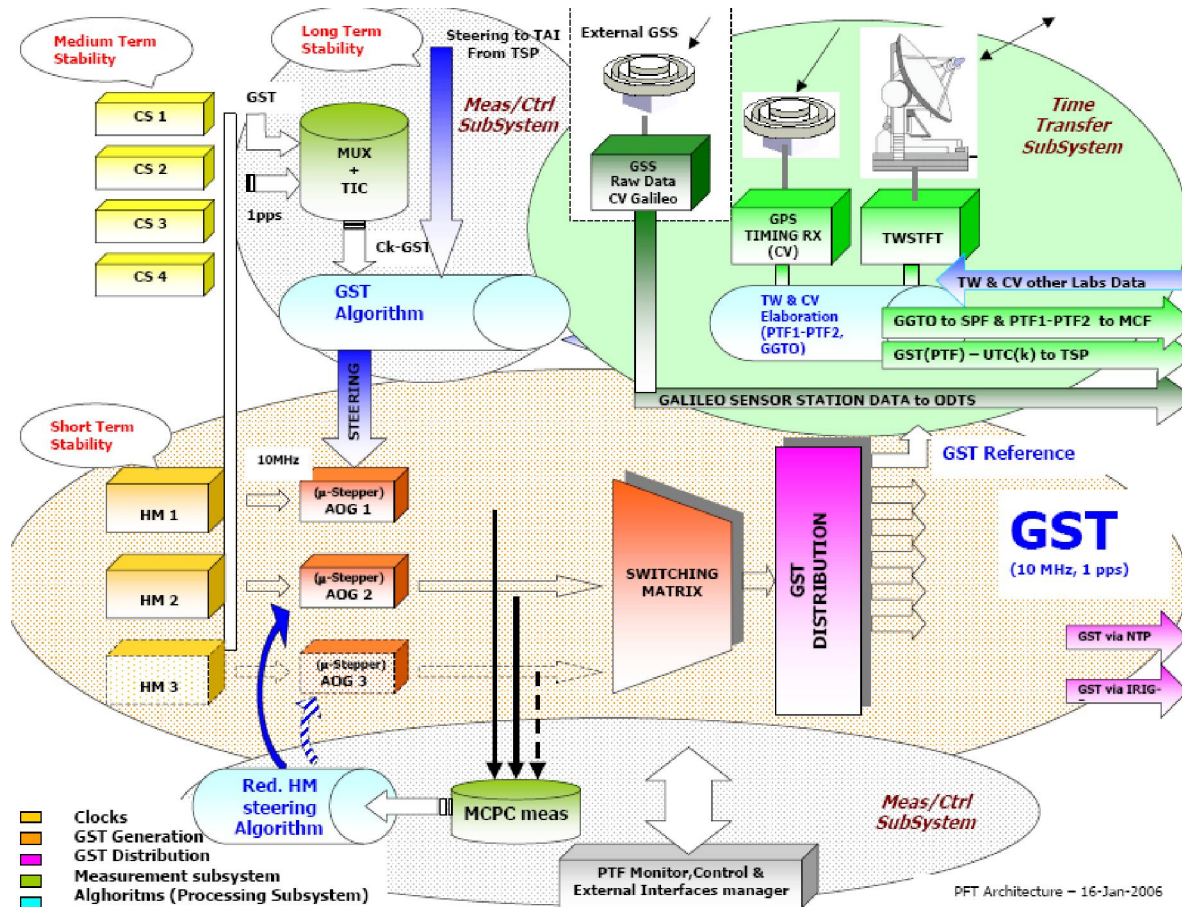 Medium Term
Stability
Long Term
Stability
Steering to TAI
From TSP
External GSS
GST
Meas/Ctrl
SubSystem
Time
Transfer
SubSystem
CS 1
CS 2
CS 3
CS 4
MUX
+
TIC
1pps
Ck-GST
GSS
Raw Data
CV Galileo
GPS
TIMING RX
(CV)
TWSTFT
GST
Algorithm
TW & CV other Labs Data
TW & CV
Elaboration
(PTF1-PTF2,
GGTO)
GGTO to SPF & PTF1-PTF2 to MCF
GST(PTF) – UTC(k) to TSP
GALILEO SENSOR STATION DATA to ODTS
STEERING
Short Term
Stability
10MHz
GST Reference
HM 1
(µ-Stepper)
AOG 1
HM 2
(µ-Stepper)
AOG 2
HM 3
(µ-Stepper)
AOG 3
SWITCHING
MATRIX
GST
DISTRIBUTION
GST
(10 MHz, 1 pps)
GST via NTP
GST via IRIG-
Red. HM
steering
Algorithm
MCPC meas
Meas/Ctrl
SubSystem
PTF Monitor,Control &
External Interfaces manager
Clocks
GST Generation
GST Distribution
Measurement subsystem
Alghoritms (Processing Subsystem)
PFT Architecture – 16-Jan-2006